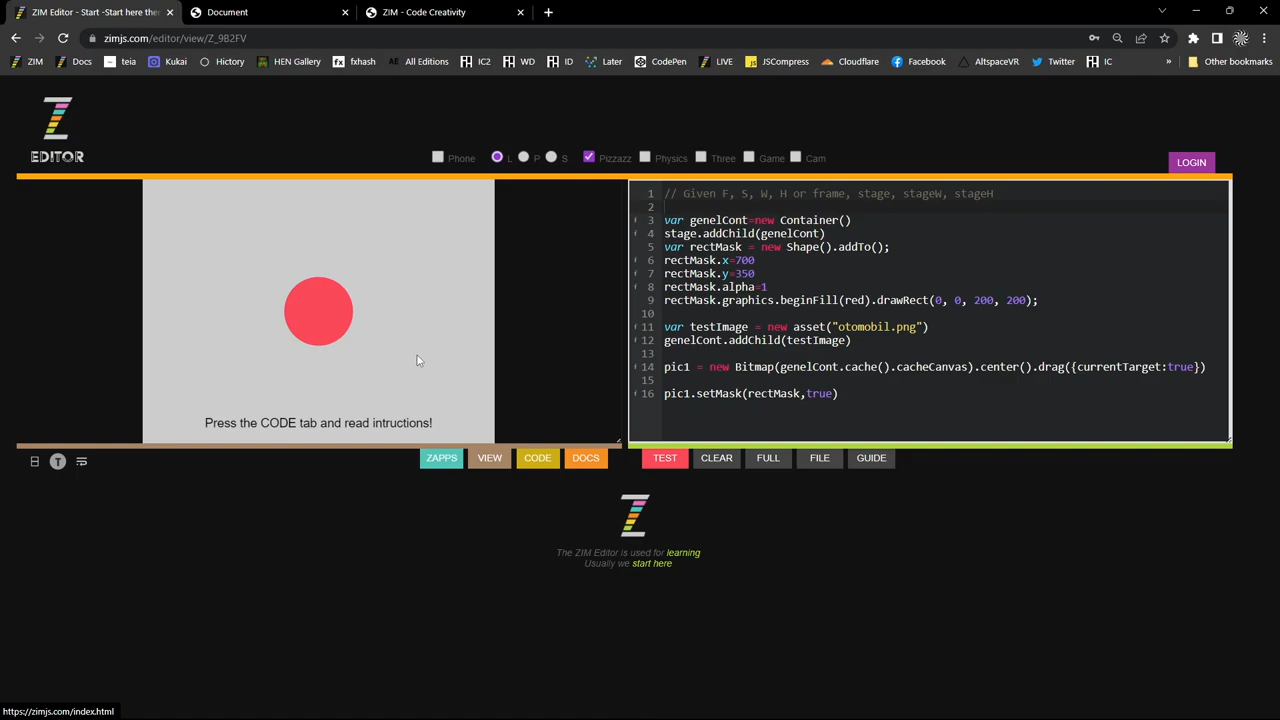 ZIM Editor - Start -Start here the
Document
ZIM - Code Creativity
zimjs.com/editor/view/Z_9B2FV
ZIM
Docs
teia
Kukai
Hictory
HEN Gallery
fxhash
AE All Editions
IC2
WD
ID
Later
CodePen
LIVE
JSCompress
Cloudflare
Facebook
AltspaceVR
Twitter
IC
»
Other bookmarks
EDITOR
Phone
L
P
S
Pizzazz
Physics
Three
Game
Cam
LOGIN
1 // Given F, S, W, H or frame, stage, stageW, stageH
2
3 var genelCont=new Container()
4 stage.addChild(genelCont)
5 var rectMask = new Shape().addTo();
6 rectMask.x=700
7 rectMask.y=350
8 rectMask.alpha=1
9 rectMask.graphics.beginFill(red).drawRect(0, 0, 200, 200);
10
11 var testImage = new asset("otomobil.png")
12 genelCont.addChild(testImage)
13
14 pic1 = new Bitmap(genelCont.cache().cacheCanvas).center().drag({currentTarget:true})
15
16 pic1.setMask(rectMask,true)
Press the CODE tab and read intructions!
T
ZAPPS
VIEW
CODE
DOCS
TEST
CLEAR
FULL
FILE
GUIDE
The ZIM Editor is used for learning
Usually we start here
https://zimjs.com/index.html